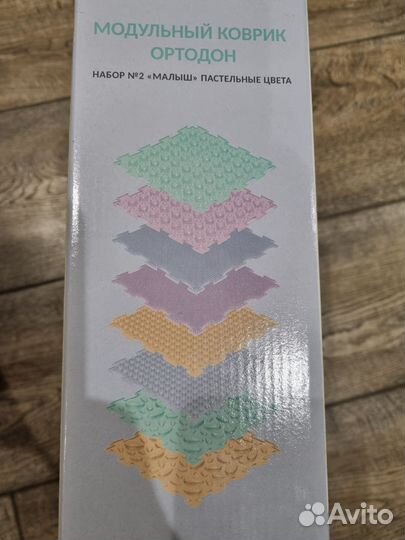 МОДУЛЬНЫЙ КОВРИК
ОРТОДОН
НАБОР №2 «МАЛЫШ» ПАСТЕЛЬНЫЕ ЦВЕТА
Avito